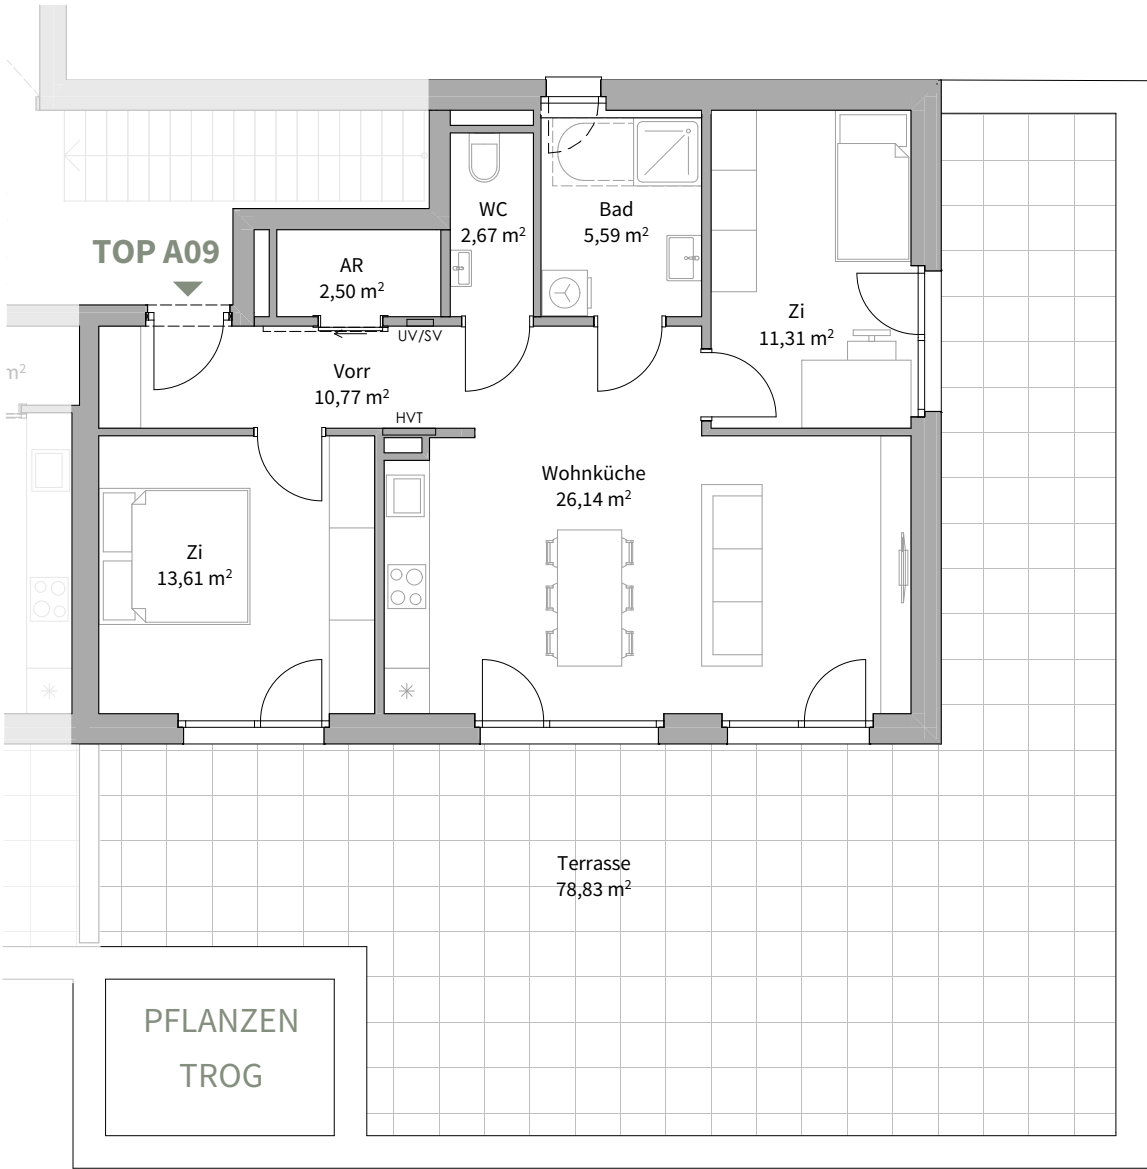 WC
2,67 m²
Bad
5,59 m²
TOP A09
AR
2,50 m²
Zi
11,31 m²
UV/SV
Vorr
10,77 m²
m²
HVT
Wohnküche
26,14 m²
Zi
13,61 m²
Terrasse
78,83 m²
PFLANZEN
TROG